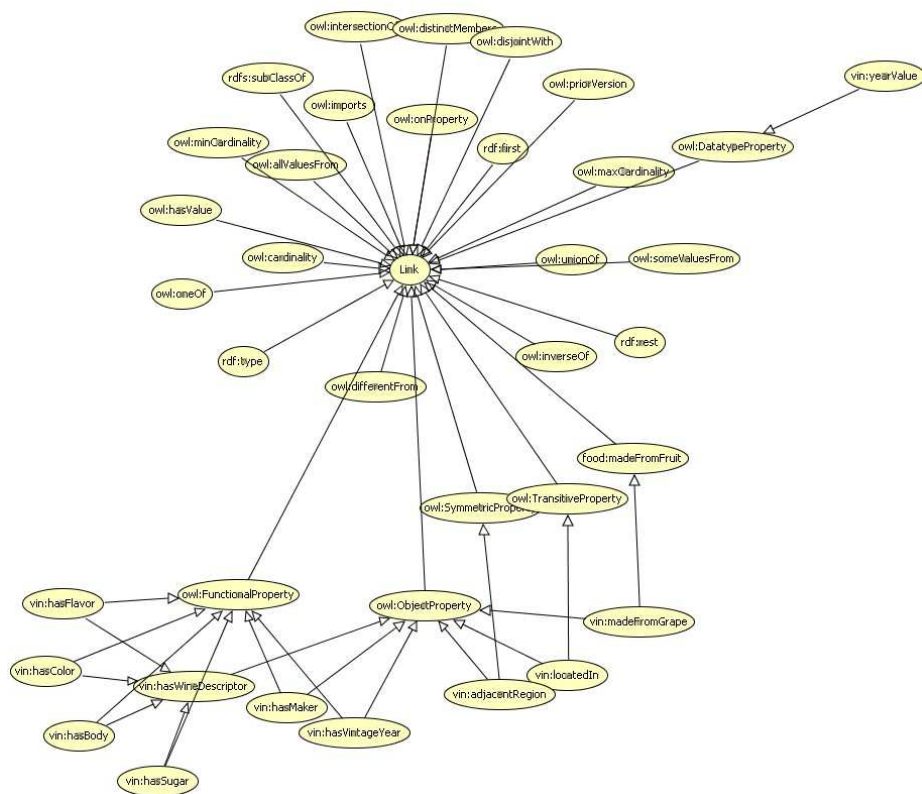 owl:intersectionOf
owl:distinctMembers
owl:disjointWith
rdfs:subClassOf
owl:imports
owl:priorVersion
vin:yearValue
owl:onProperty
owl:minCardinality
owl:allValuesFrom
rdf:first
owl:DatatypeProperty
owl:maxCardinality
owl:hasValue
owl:cardinality
Link
owl:unionOf
owl:someValuesFrom
owl:oneOf
rdf:type
owl:differentFrom
owl:inverseOf
rdf:rest
food:madeFromFruit
owl:SymmetricProperty
owl:TransitiveProperty
owl:FunctionalProperty
vin:hasFlavor
owl:ObjectProperty
vin:madeFromGrape
vin:hasColor
vin:hasWineDescriptor
vin:locatedIn
vin:adjacentRegion
vin:hasMaker
vin:hasBody
vin:hasVintageYear
vin:hasSugar